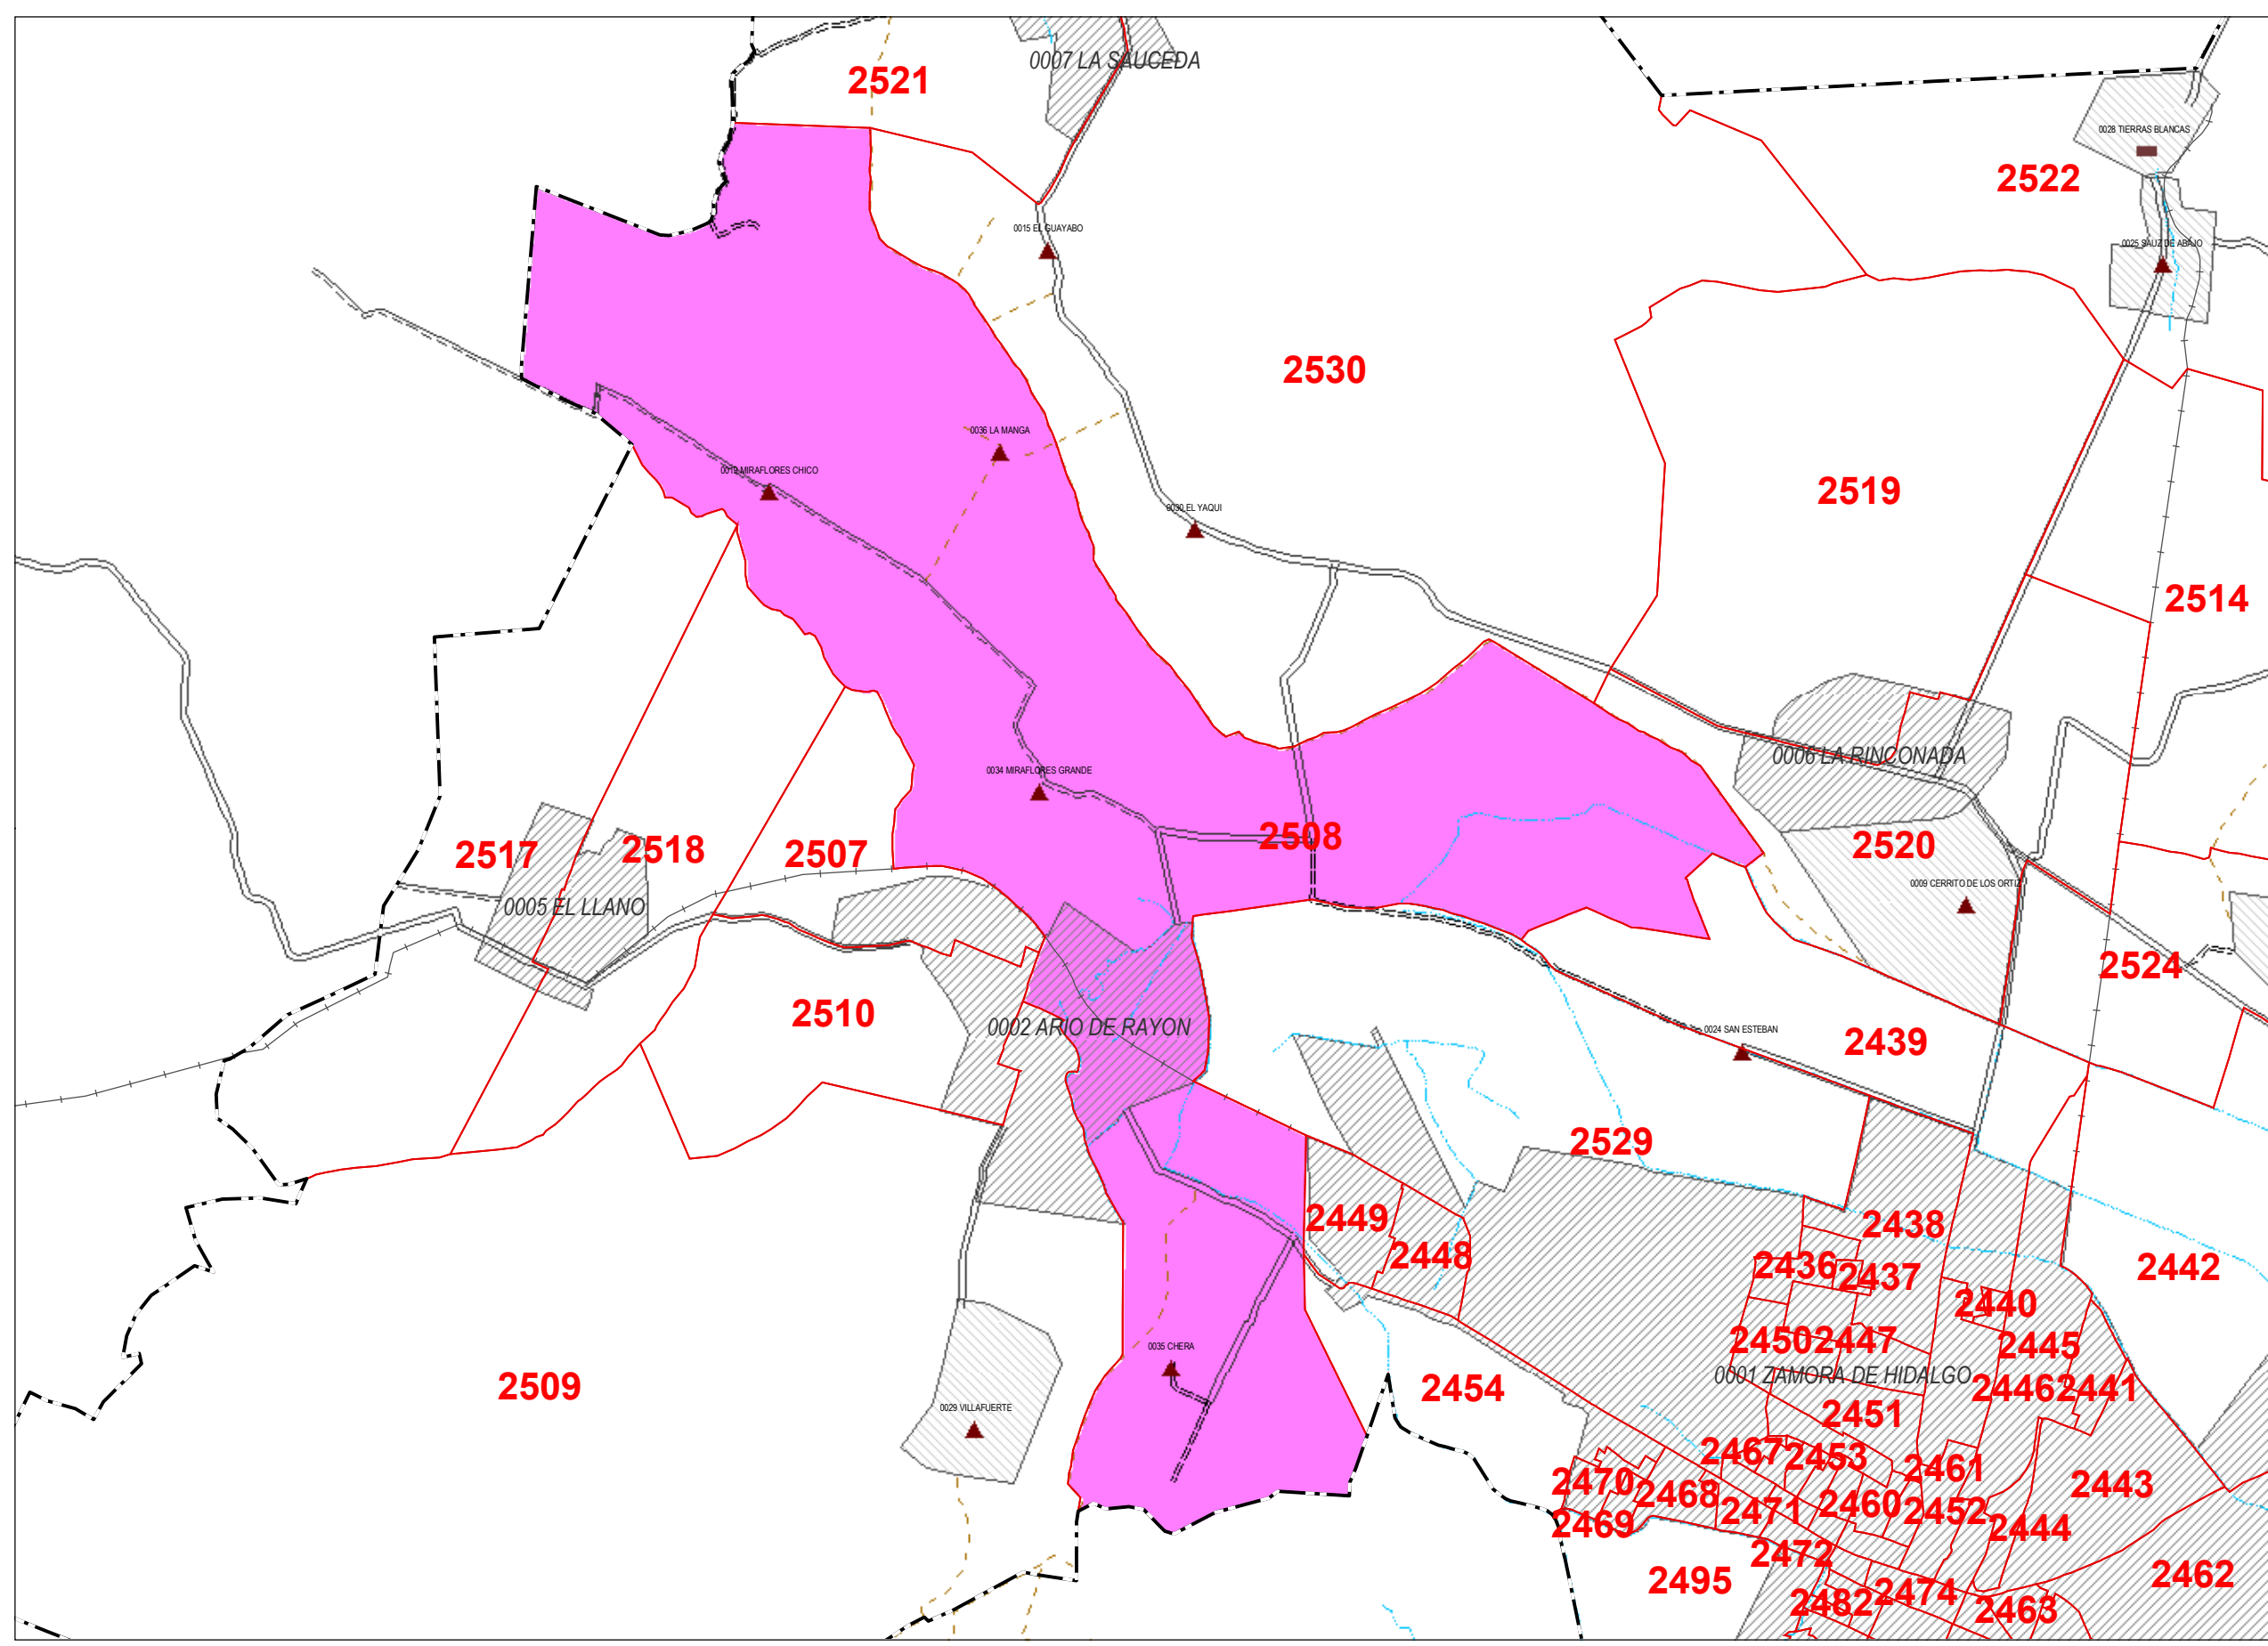 0007 LA SAUCEDA
2521
0028 TIERRAS BLANCAS
2522
0015 EL GUAYABO
0025 SAUZ DE ABAJO
2530
0036 LA MANGA
0019 MIRAFLORES CHICO
2519
0030 EL YAQUI
2514
0006 LA RINCONADA
0034 MIRAFLORES GRANDE
2508
2517
2518
2507
2520
0009 CERRITO DE LOS ORTIZ
0005 EL LLANO
2524
2510
0002 ARIO DE RAYON
0024 SAN ESTEBAN
2439
2529
2449
2438
2448
2436
2437
2442
2440
2450
2447
2445
0035 CHERA
0001 ZAMORA DE HIDALGO
2509
2454
2446
2441
0029 VILLAFUERTE
2451
2467
2453
2461
2470
2468
2443
2469
2471
2460
2452
2444
2472
2495
2462
2482
2474
2463